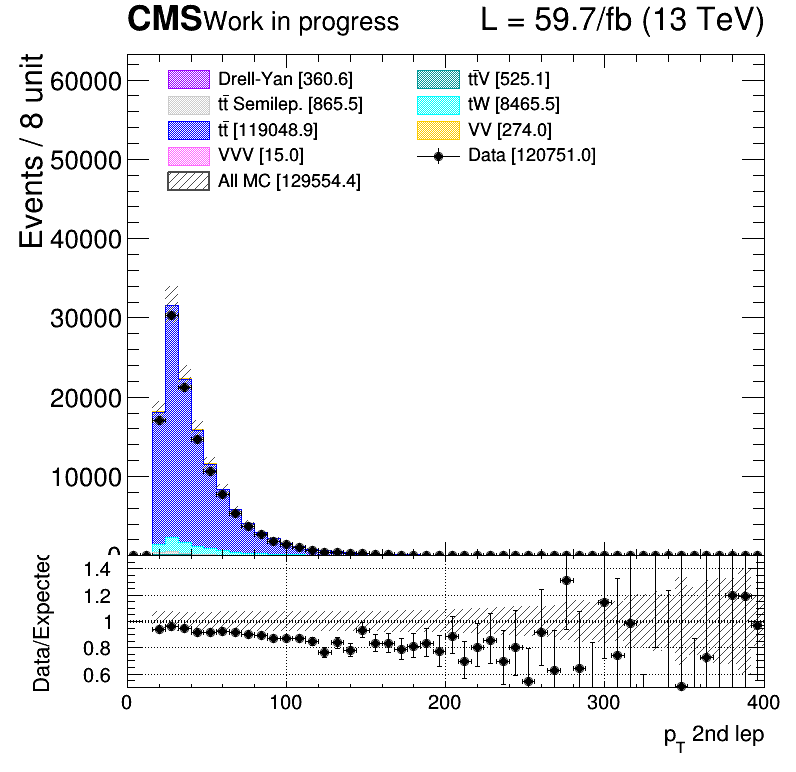 CMS Work in progress L = 59.7/fb (13 TeV)
Events / 8 unit
60000
50000
40000
30000
20000
10000
0
Drell-Yan [360.6]
tt̄ Semilep. [865.5]
tt̄ [119048.9]
VVV [15.0]
All MC [129554.4]
tt̄V [525.1]
tW [8465.5]
VV [274.0]
Data [120751.0]
Data/Expected
1.4
1.2
1
0.8
0.6
0 100 200 300 400
p_T 2nd lep